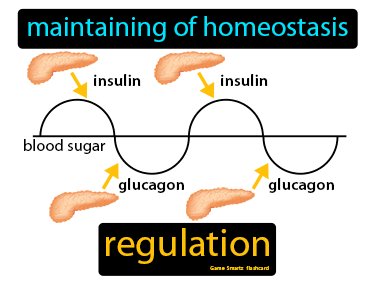 maintaining of homeostasis
insulin
insulin
blood sugar
glucagon
glucagon
regulation
Game Smartz flashcard